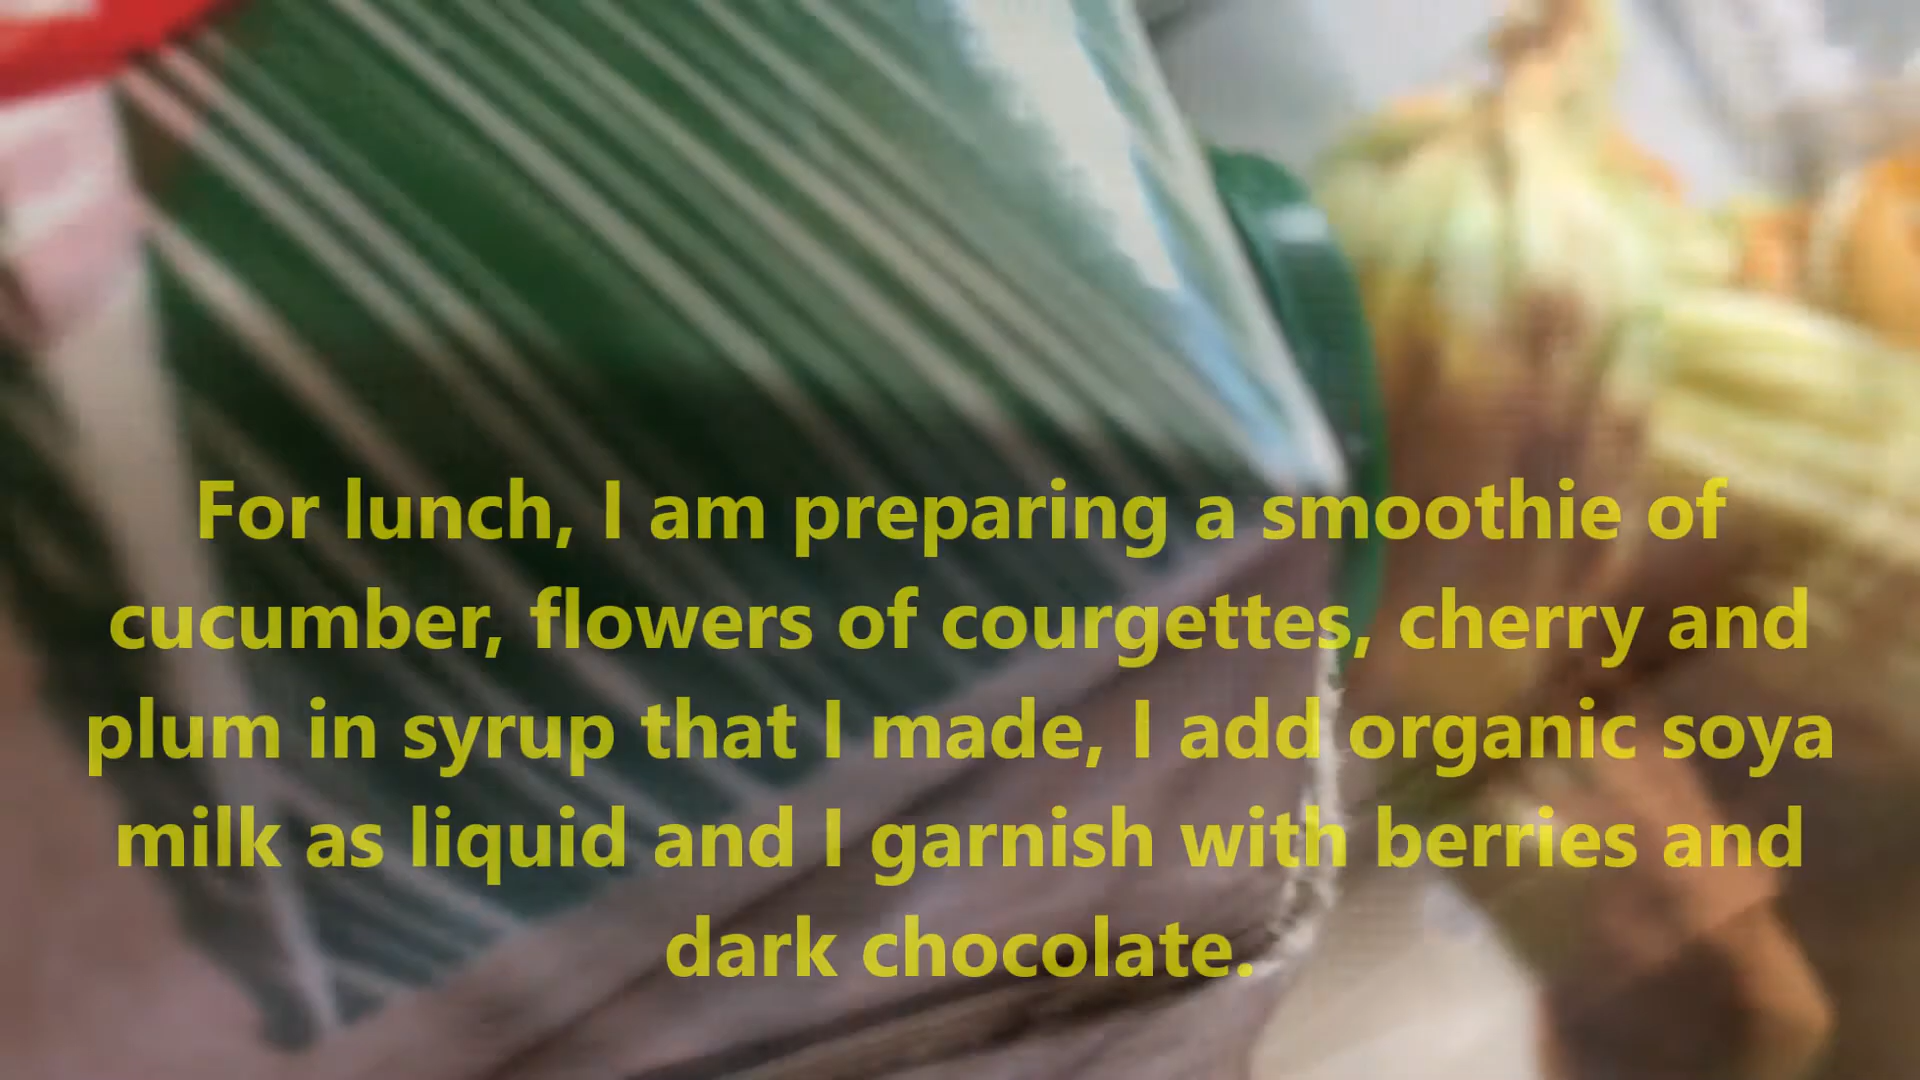 For lunch, I am preparing a smoothie of
cucumber, flowers of courgettes, cherry and
plum in syrup that I made, I add organic soya
milk as liquid and I garnish with berries and
dark chocolate.